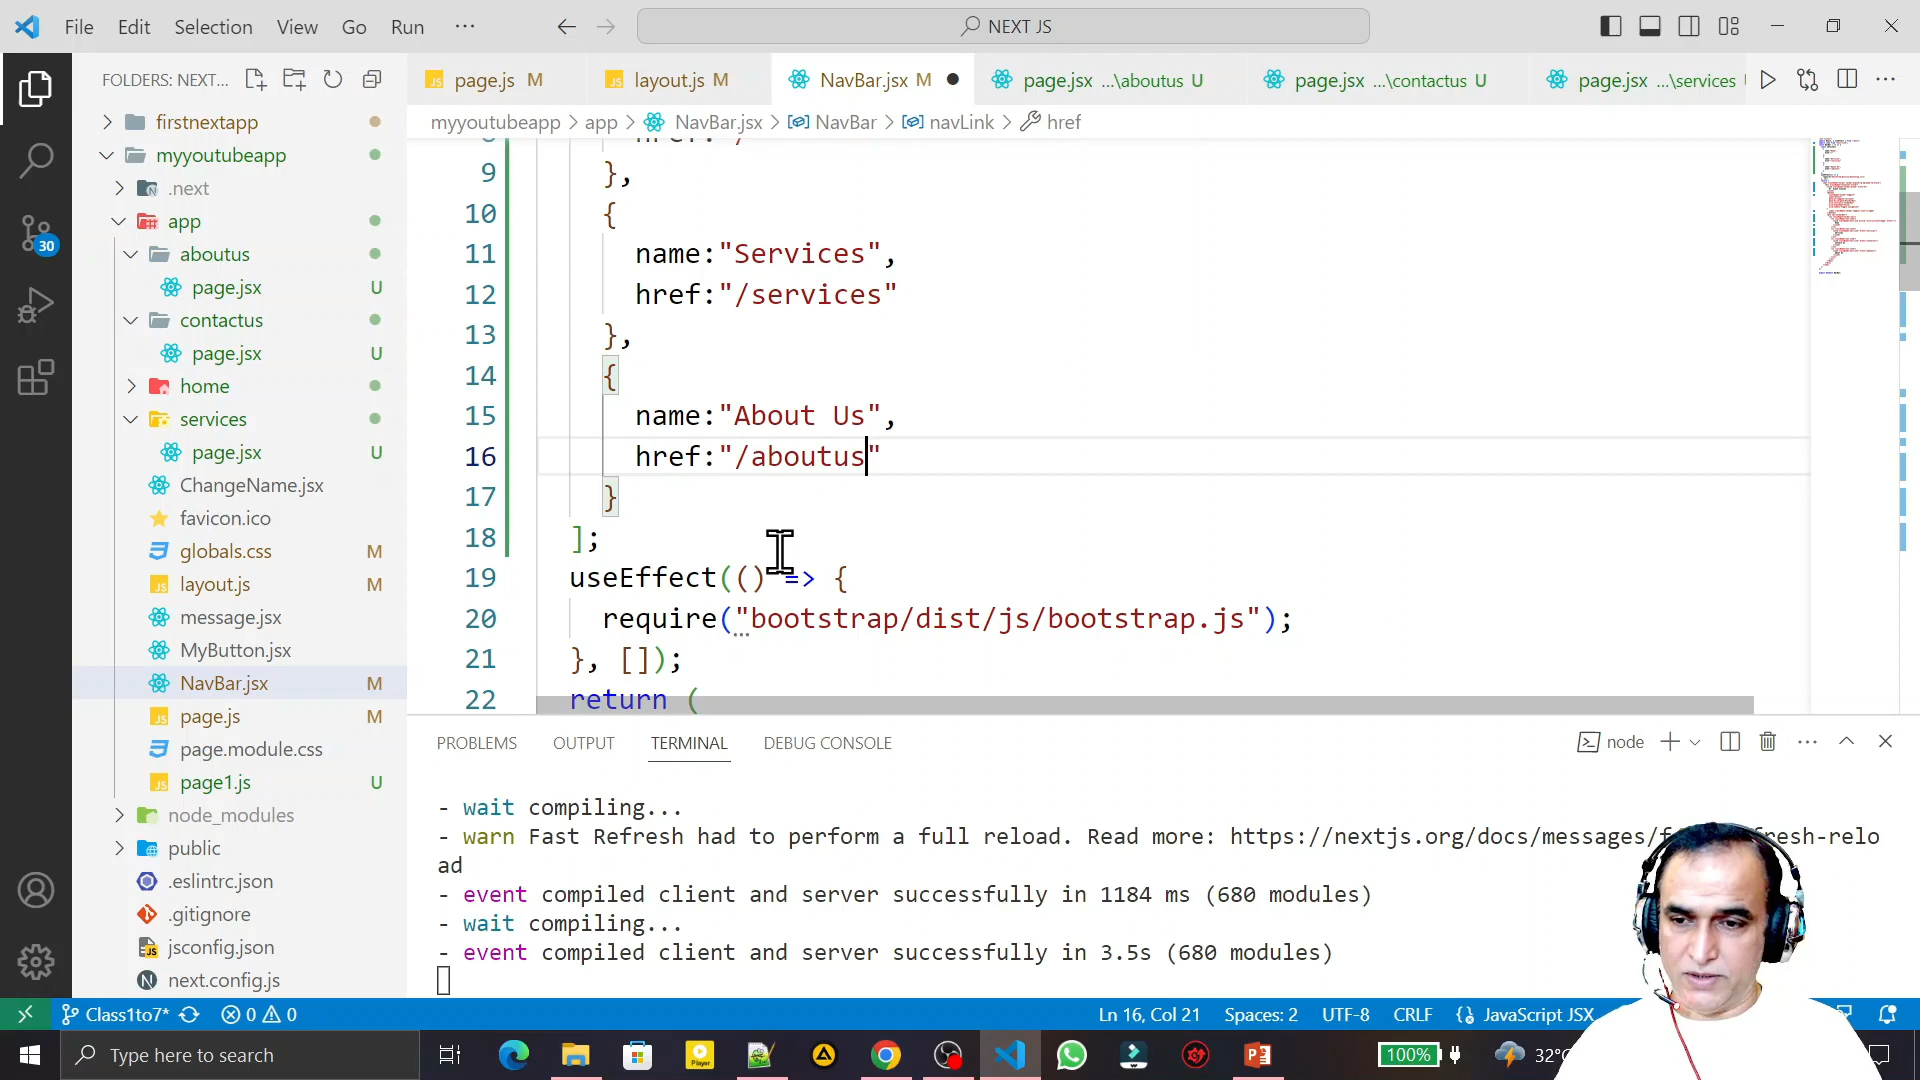 File Edit Selection View Go Run ···
NEXT JS
FOLDERS: NEXT...
page.js M
layout.js M
NavBar.jsx M
page.jsx ...\aboutus U
page.jsx ...\contactus U
page.jsx ...\services
myyoutubeapp > app > NavBar.jsx > NavBar > navLink > href
firstnextapp
myyoutubeapp
.next
app
aboutus
page.jsx U
contactus
page.jsx U
home
services
page.jsx U
ChangeName.jsx
favicon.ico
globals.css M
layout.js M
message.jsx
MyButton.jsx
NavBar.jsx M
page.js M
page.module.css
page1.js U
node_modules
public
.eslintrc.json
.gitignore
jsconfig.json
next.config.js
30
9 },
10 {
11 name:"Services",
12 href:"/services"
13 },
14 {
15 name:"About Us",
16 href:"/aboutus"
17 }
18 ];
19 useEffect(() => {
20 require("bootstrap/dist/js/bootstrap.js");
21 }, []);
22 return (
PROBLEMS OUTPUT TERMINAL DEBUG CONSOLE
node
- wait compiling...
- warn Fast Refresh had to perform a full reload. Read more: https://nextjs.org/docs/messages/
fresh-relo
ad
- event compiled client and server successfully in 1184 ms (680 modules)
- wait compiling...
- event compiled client and server successfully in 3.5s (680 modules)
Class1to7* 0 0
Ln 16, Col 21 Spaces: 2 UTF-8 CRLF JavaScript JSX
Type here to search
Player
100%
32°C